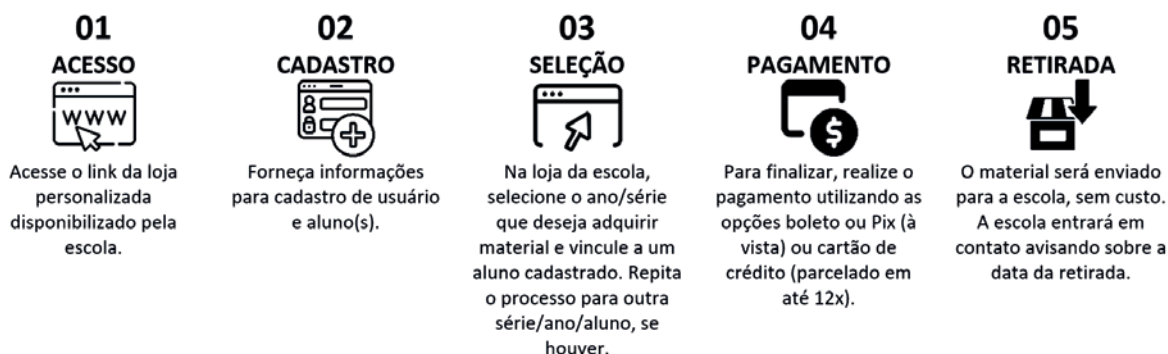 01
ACESSO
WWW
Acesse o link da loja
personalizada
disponibilizado pela
escola.
02
CADASTRO
Forneça informações
para cadastro de usuário
e aluno(s).
03
SELEÇÃO
Na loja da escola,
selecione o ano/série
que deseja adquirir
material e vincule a um
aluno cadastrado. Repita
o processo para outra
série/ano/aluno, se
houver.
04
PAGAMENTO
$
Para finalizar, realize o
pagamento utilizando as
opções boleto ou Pix (à
vista) ou cartão de
crédito (parcelado em
até 12x).
05
RETIRADA
O material será enviado
para a escola, sem custo.
A escola entrará em
contato avisando sobre a
data da retirada.